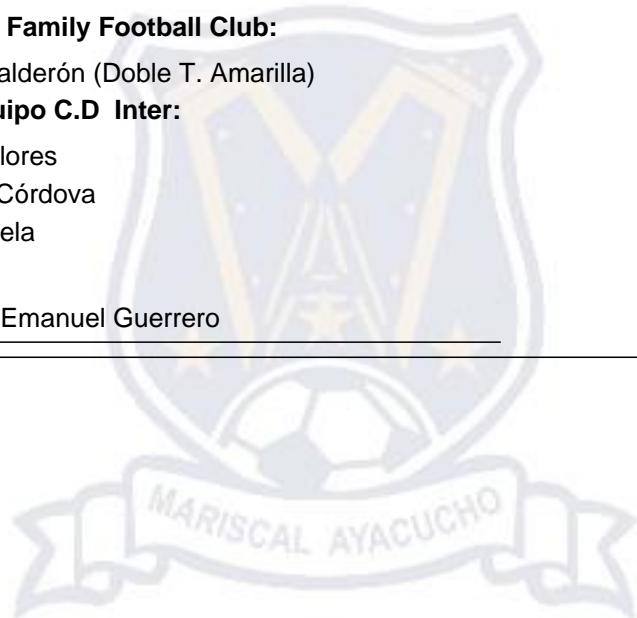 Family Football Club:
alderón (Doble T. Amarilla)
uipo C.D Inter:
lores
Córdova
ela
Emanuel Guerrero
MARISCAL AYACUCHO